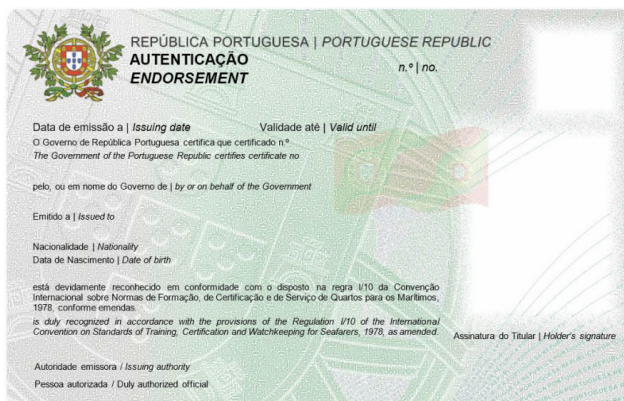 REPÚBLICA PORTUGUESA | PORTUGUESE REPUBLIC
AUTENTICAÇÃO
ENDORSEMENT
n.º | no.
Data de emissão a | Issuing date
Validade até | Valid until
O Governo de República Portuguesa certifica que certificado n.º
The Government of the Portuguese Republic certifies certificate no
pelo, ou em nome do Governo de | by or on behalf of the Government
Emitido a | Issued to
Nacionalidade | Nationality
Data de Nascimento | Date of birth
está devidamente reconhecido em conformidade com o disposto na regra I/10 da Convenção
Internacional sobre Normas de Formação, de Certificação e de Serviço de Quartos para os Marítimos,
1978, conforme emendas.
is duly recognized in accordance with the provisions of the Regulation I/10 of the International
Convention on Standards of Training, Certification and Watchkeeping for Seafarers, 1978, as amended.
Assinatura do Titular | Holder's signature
Autoridade emissora / Issuing authority
Pessoa autorizada / Duly authorized official